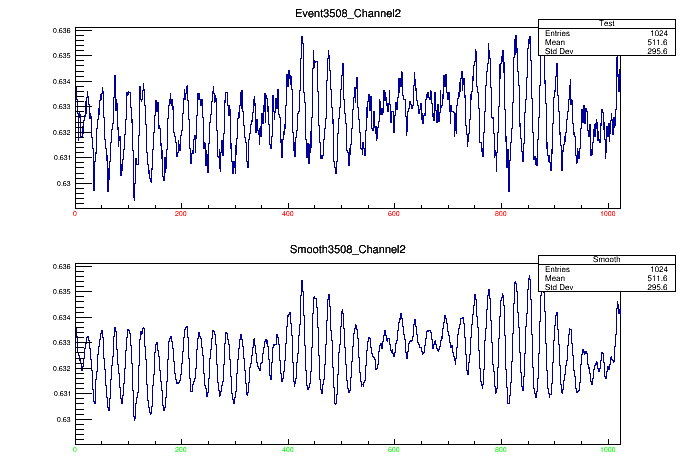 Event3508_Channel2
Test
Entries 1024
Mean 511.6
Std Dev 295.6
0.636
0.635
0.634
0.633
0.632
0.631
0.63
0 200 400 600 800 1000
Smooth3508_Channel2
Smooth
Entries 1024
Mean 511.6
Std Dev 295.6
0.636
0.635
0.634
0.633
0.632
0.631
0.63
0 200 400 600 800 1000